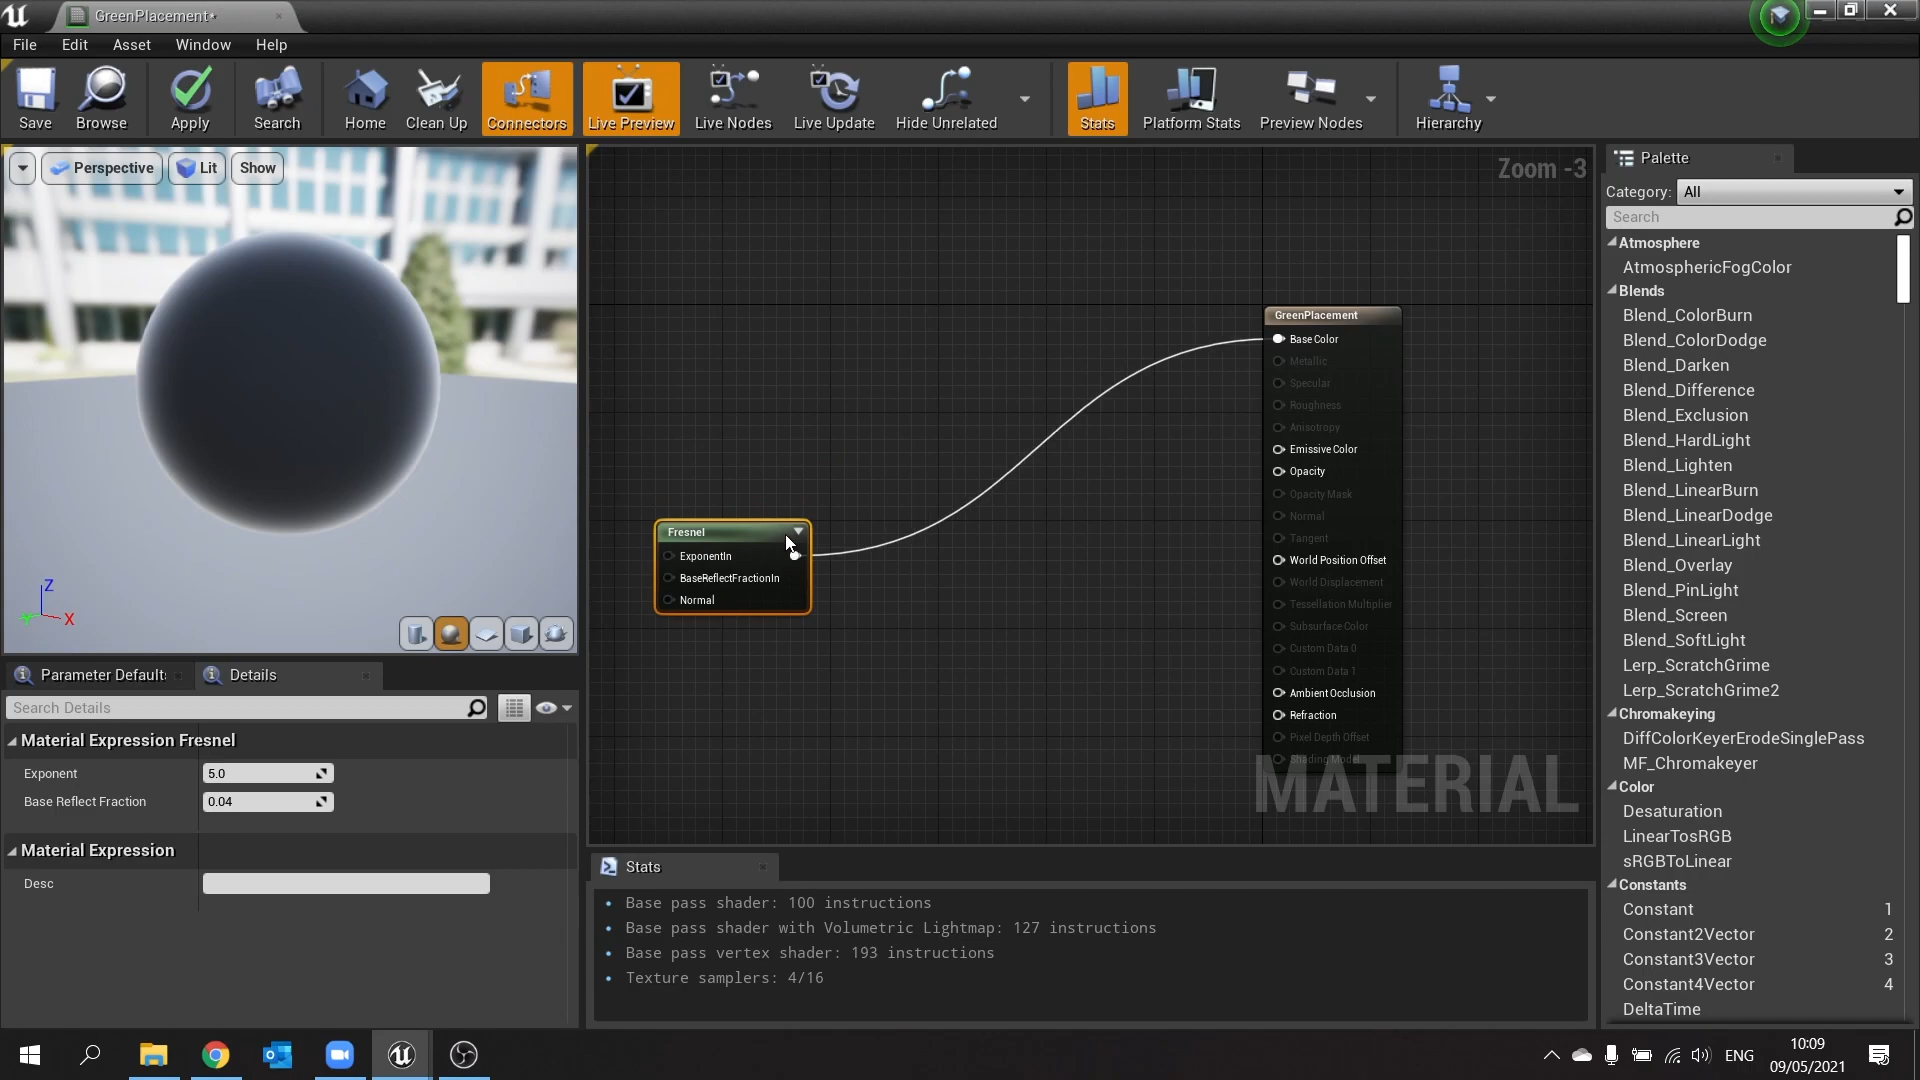 GreenPlacement*
File Edit Asset Window Help
Save Browse Apply Search Home Clean Up Connectors Live Preview Live Nodes Live Update Hide Unrelated Stats Platform Stats Preview Nodes Hierarchy
Perspective Lit Show
Z
X
Parameter Default
Details
Search Details
Material Expression Fresnel
Exponent 5.0
Base Reflect Fraction 0.04
Material Expression
Desc
Zoom -3
Fresnel
ExponentIn
BaseReflectFractionIn
Normal
GreenPlacement
Base Color
Metallic
Specular
Roughness
Anisotropy
Emissive Color
Opacity
Opacity Mask
Normal
Tangent
World Position Offset
World Displacement
Tessellation Multiplier
Subsurface Color
Custom Data 0
Custom Data 1
Ambient Occlusion
Refraction
Pixel Depth Offset
Shading Model
MATERIAL
Stats
Base pass shader: 100 instructions
Base pass shader with Volumetric Lightmap: 127 instructions
Base pass vertex shader: 193 instructions
Texture samplers: 4/16
Palette
Category: All
Search
Atmosphere
AtmosphericFogColor
Blends
Blend_ColorBurn
Blend_ColorDodge
Blend_Darken
Blend_Difference
Blend_Exclusion
Blend_HardLight
Blend_Lighten
Blend_LinearBurn
Blend_LinearDodge
Blend_LinearLight
Blend_Overlay
Blend_PinLight
Blend_Screen
Blend_SoftLight
Lerp_ScratchGrime
Lerp_ScratchGrime2
Chromakeying
DiffColorKeyerErodeSinglePass
MF_Chromakeyer
Color
Desaturation
LinearTosRGB
sRGBToLinear
Constants
Constant 1
Constant2Vector 2
Constant3Vector 3
Constant4Vector 4
DeltaTime
ENG
10:09
09/05/2021